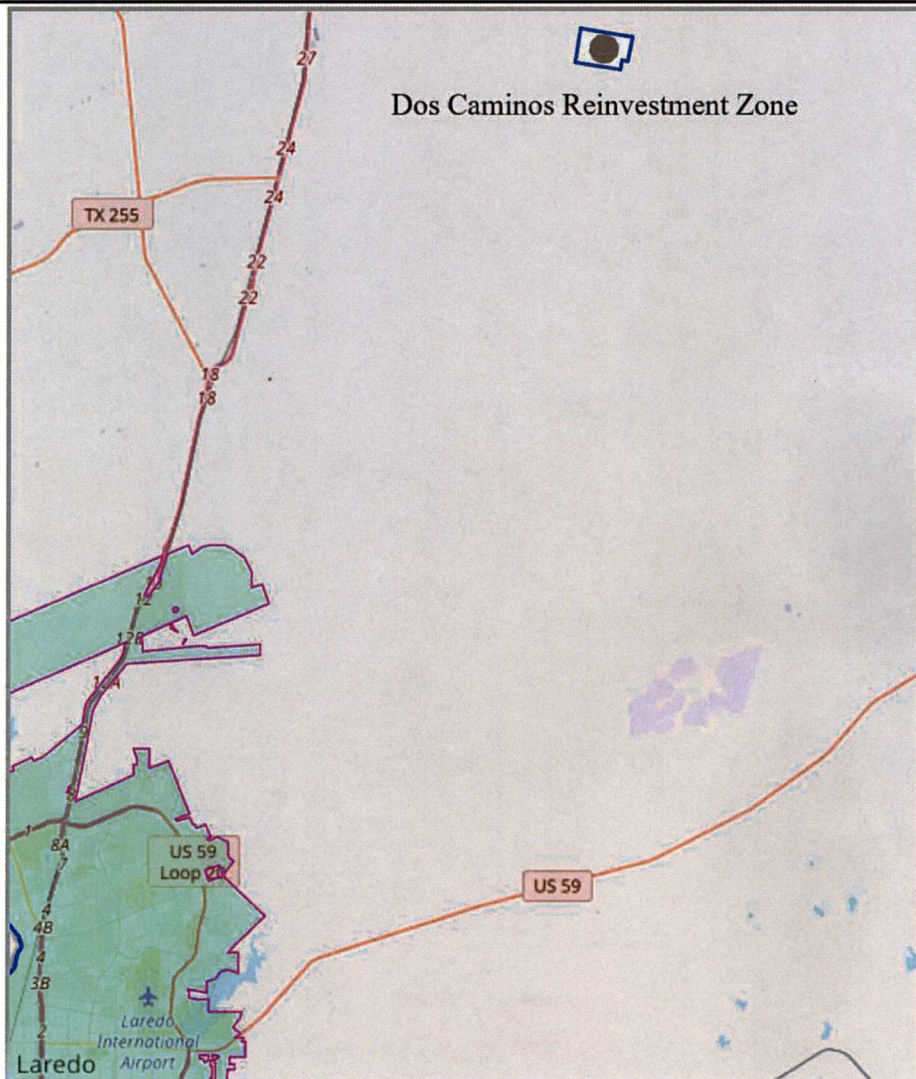 27
Dos Caminos Reinvestment Zone
24
24
TX 255
22
22
18
18
12
12B
1
8A
7
US 59
Loop 20
US 59
4
4B
4
3B
2
Laredo
International
Airport
Laredo